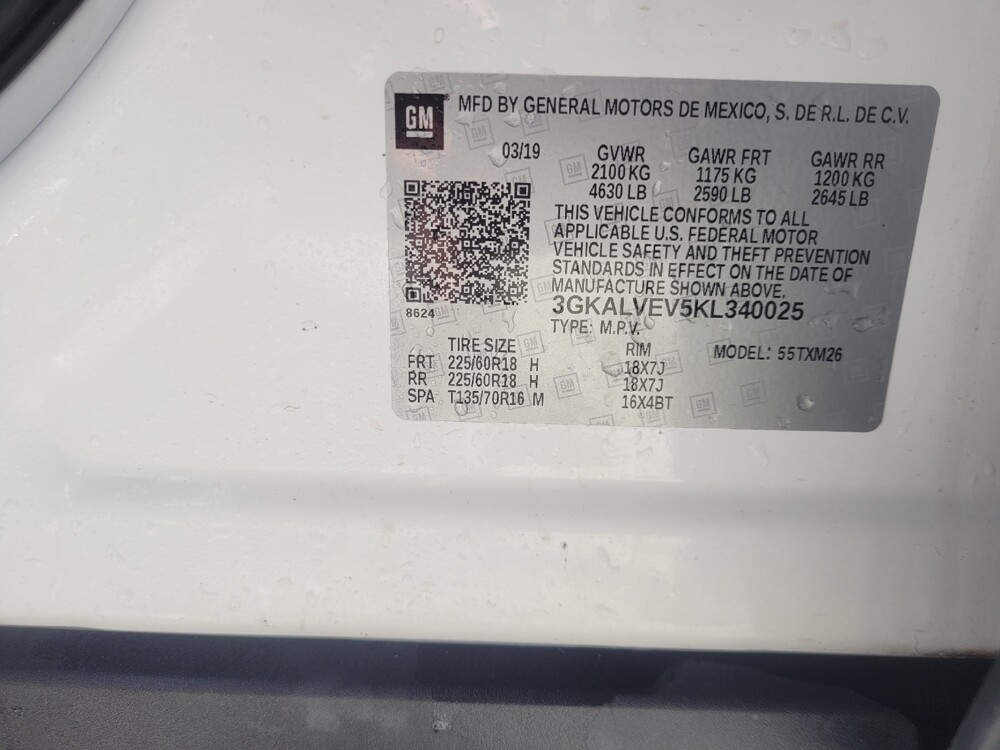 GM
MFD BY GENERAL MOTORS DE MEXICO, S. DE R.L. DE C.V.
03/19 GVWR GAWR FRT GAWR RR
2100 KG 1175 KG 1200 KG
4630 LB 2590 LB 2645 LB
THIS VEHICLE CONFORMS TO ALL
APPLICABLE U.S. FEDERAL MOTOR
VEHICLE SAFETY AND THEFT PREVENTION
STANDARDS IN EFFECT ON THE DATE OF
MANUFACTURE SHOWN ABOVE.
8624
3GKALVEV5KL340025
TYPE: M.P.V.
TIRE SIZE RIM MODEL: 55TXM26
FRT 225/60R18 H 18X7J
RR 225/60R18 H 18X7J
SPA T135/70R16 M 16X4BT